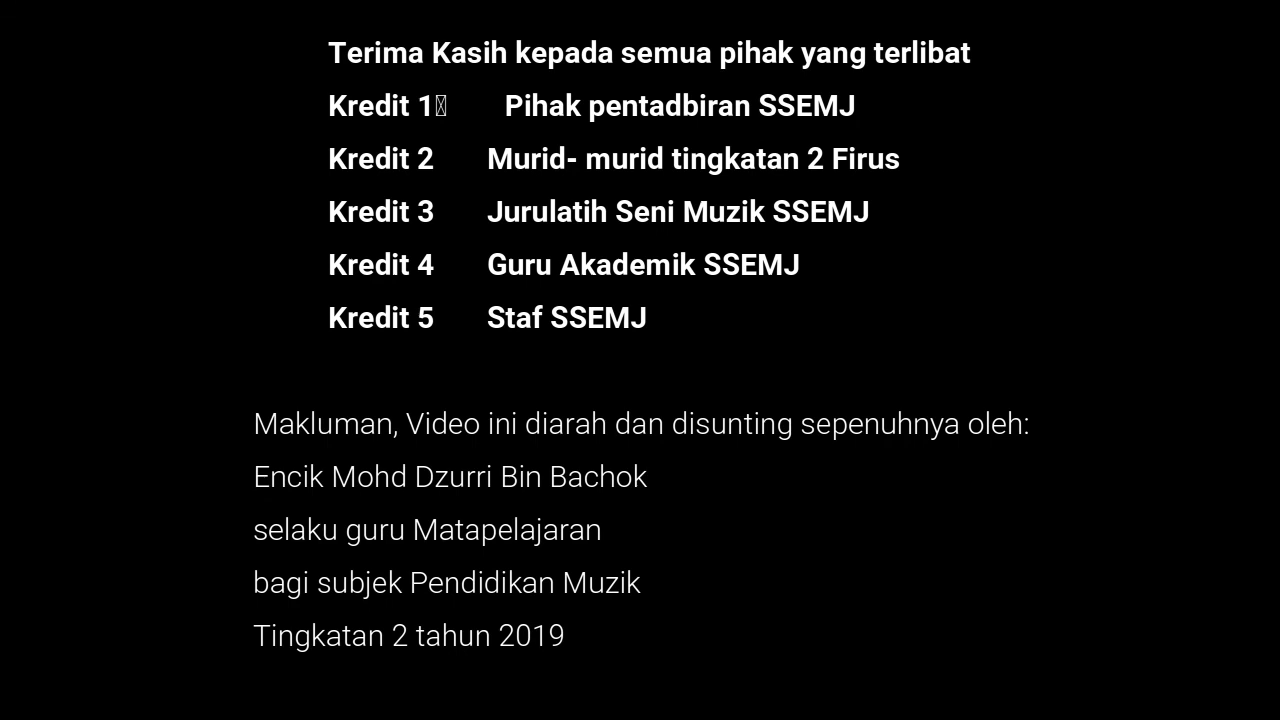 Terima Kasih kepada semua pihak yang terlibat
Kredit 1 Pihak pentadbiran SSEMJ
Kredit 2 Murid- murid tingkatan 2 Firus
Kredit 3 Jurulatih Seni Muzik SSEMJ
Kredit 4 Guru Akademik SSEMJ
Kredit 5 Staf SSEMJ
Makluman, Video ini diarah dan disunting sepenuhnya oleh:
Encik Mohd Dzurri Bin Bachok
selaku guru Matapelajaran
bagi subjek Pendidikan Muzik
Tingkatan 2 tahun 2019